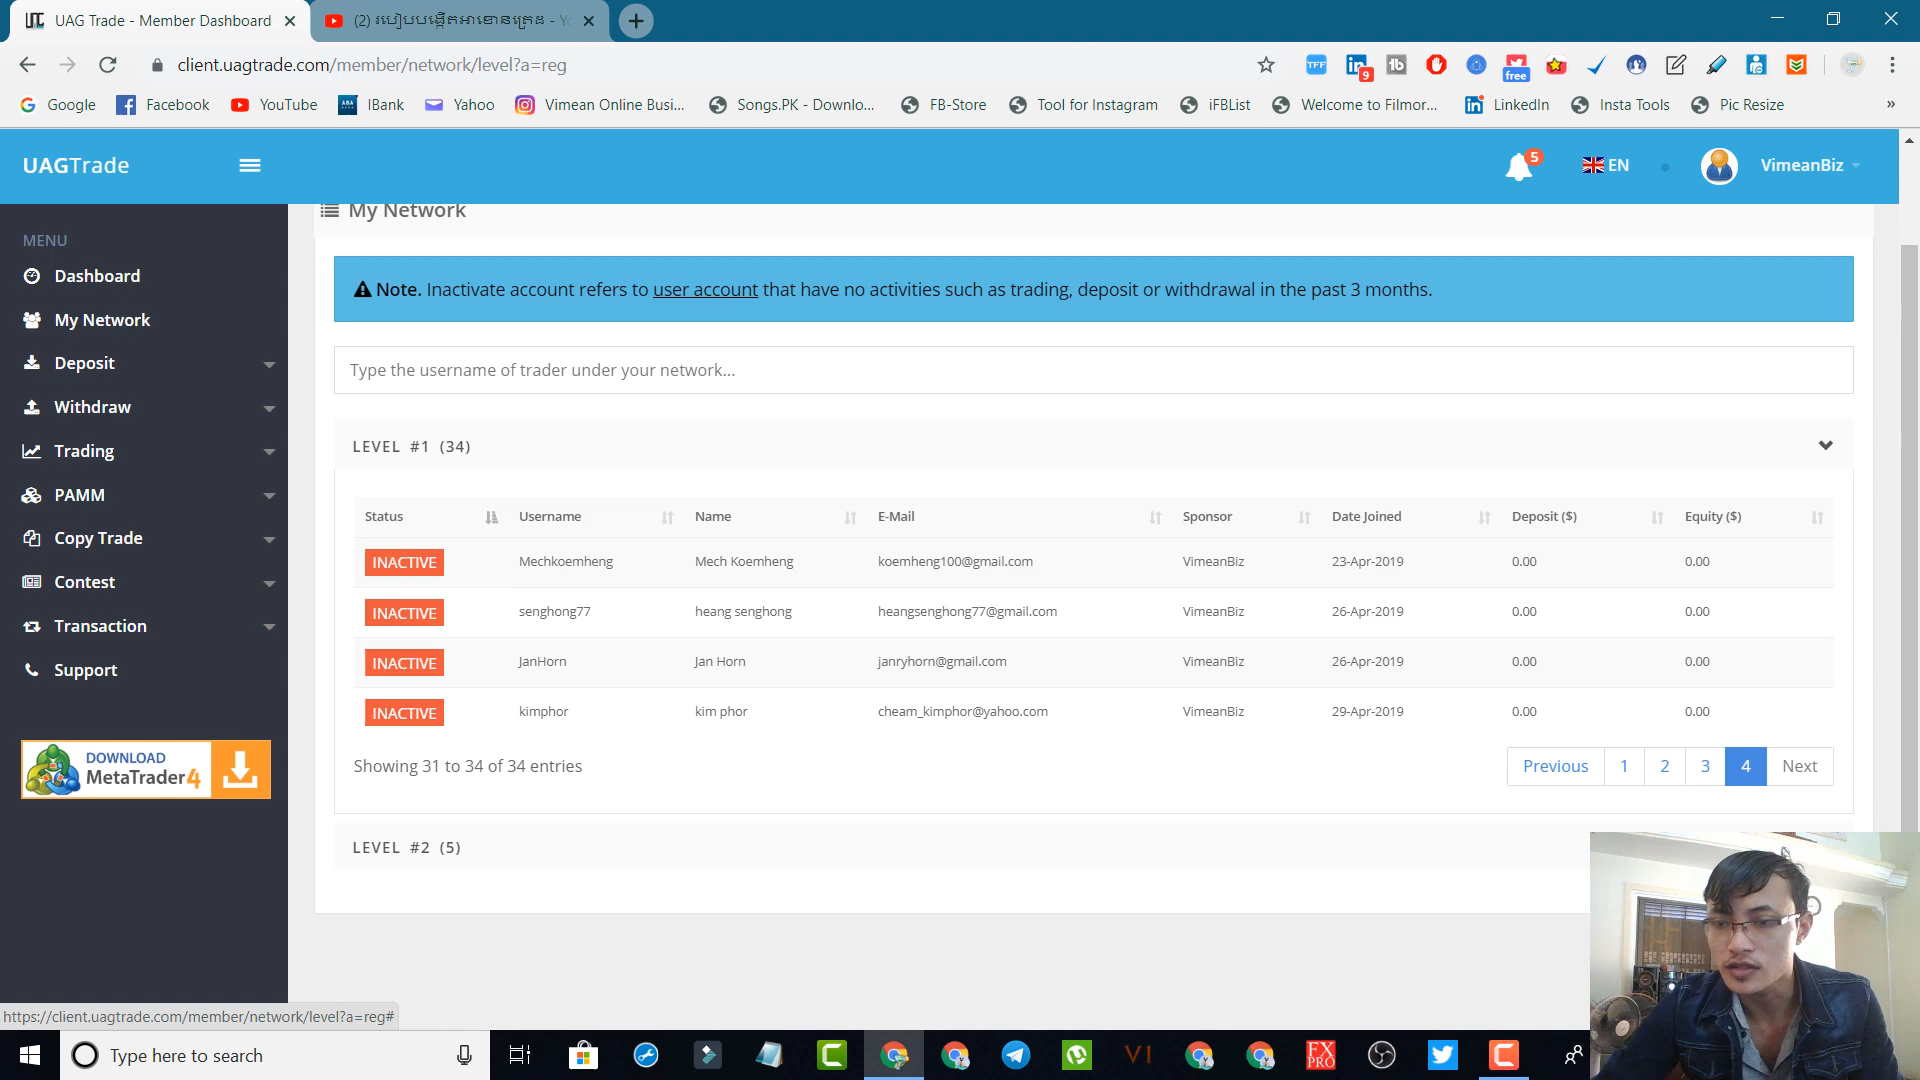 UAG Trade - Member Dashboard
(2) របៀបបង្កើតអាខោនត្រេដ - Yo
client.uagtrade.com/member/network/level?a=reg
TFF
9
free
Google
Facebook
YouTube
IBank
Yahoo
Vimean Online Busi...
Songs.PK - Downlo...
FB-Store
Tool for Instagram
iFBList
Welcome to Filmor...
LinkedIn
Insta Tools
Pic Resize
»
UAGTrade
5
EN
VimeanBiz
MENU
Dashboard
My Network
Deposit
Withdraw
Trading
PAMM
Copy Trade
Contest
Transaction
Support
DOWNLOAD
MetaTrader4
My Network
Note. Inactivate account refers to user account that have no activities such as trading, deposit or withdrawal in the past 3 months.
Type the username of trader under your network...
LEVEL #1 (34)
Status Username Name E-Mail Sponsor Date Joined Deposit ($) Equity ($)
INACTIVE Mechkoemheng Mech Koemheng koemheng100@gmail.com VimeanBiz 23-Apr-2019 0.00 0.00
INACTIVE senghong77 heang senghong heangsenghong77@gmail.com VimeanBiz 26-Apr-2019 0.00 0.00
INACTIVE JanHorn Jan Horn janryhorn@gmail.com VimeanBiz 26-Apr-2019 0.00 0.00
INACTIVE kimphor kim phor cheam_kimphor@yahoo.com VimeanBiz 29-Apr-2019 0.00 0.00
Showing 31 to 34 of 34 entries
Previous 1 2 3 4 Next
LEVEL #2 (5)
https://client.uagtrade.com/member/network/level?a=reg#
Type here to search
FX
PRO